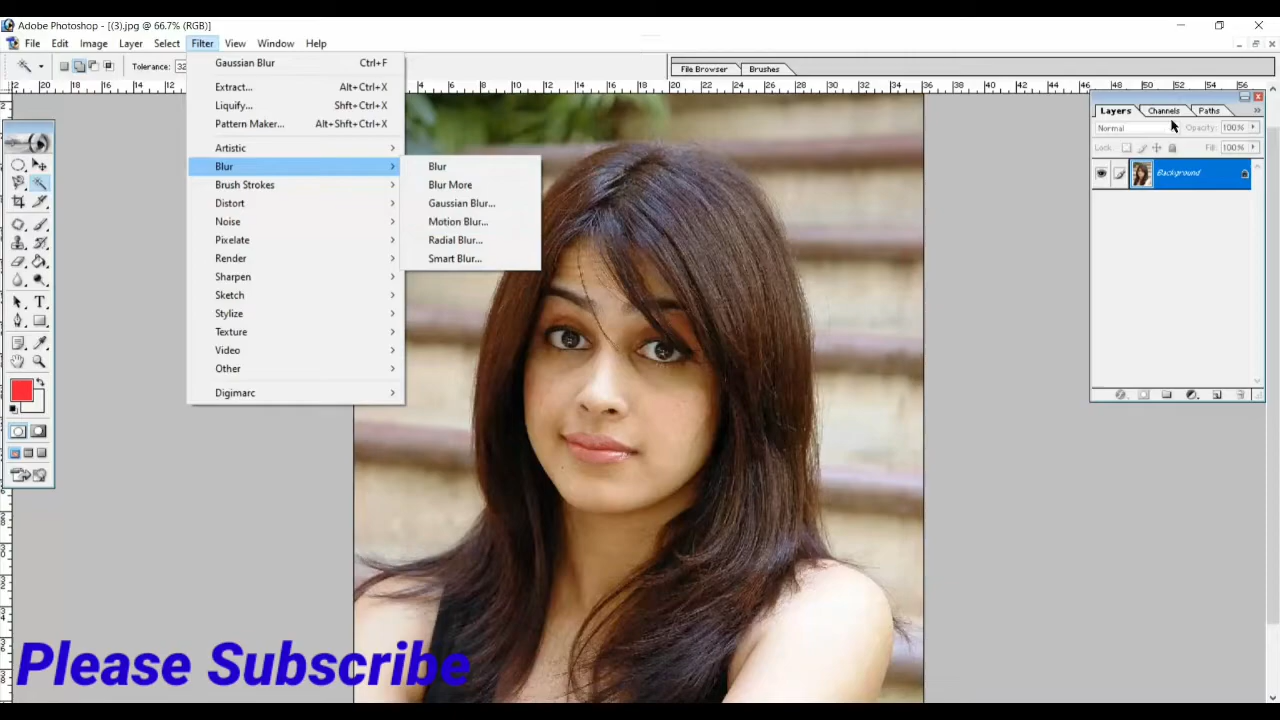 Adobe Photoshop - [(3).jpg @ 66.7% (RGB)]
File Edit Image Layer Select Filter View Window Help
Tolerance: 32
File Browser Brushes
Gaussian Blur Ctrl+F
Extract... Alt+Ctrl+X
Liquify... Shft+Ctrl+X
Pattern Maker... Alt+Shft+Ctrl+X
Artistic
Blur
Brush Strokes
Distort
Noise
Pixelate
Render
Sharpen
Sketch
Stylize
Texture
Video
Other
Digimarc
Blur
Blur More
Gaussian Blur...
Motion Blur...
Radial Blur...
Smart Blur...
Layers Channels Paths
Normal Opacity: 100%
Lock: Fill: 100%
Background
Please Subscribe